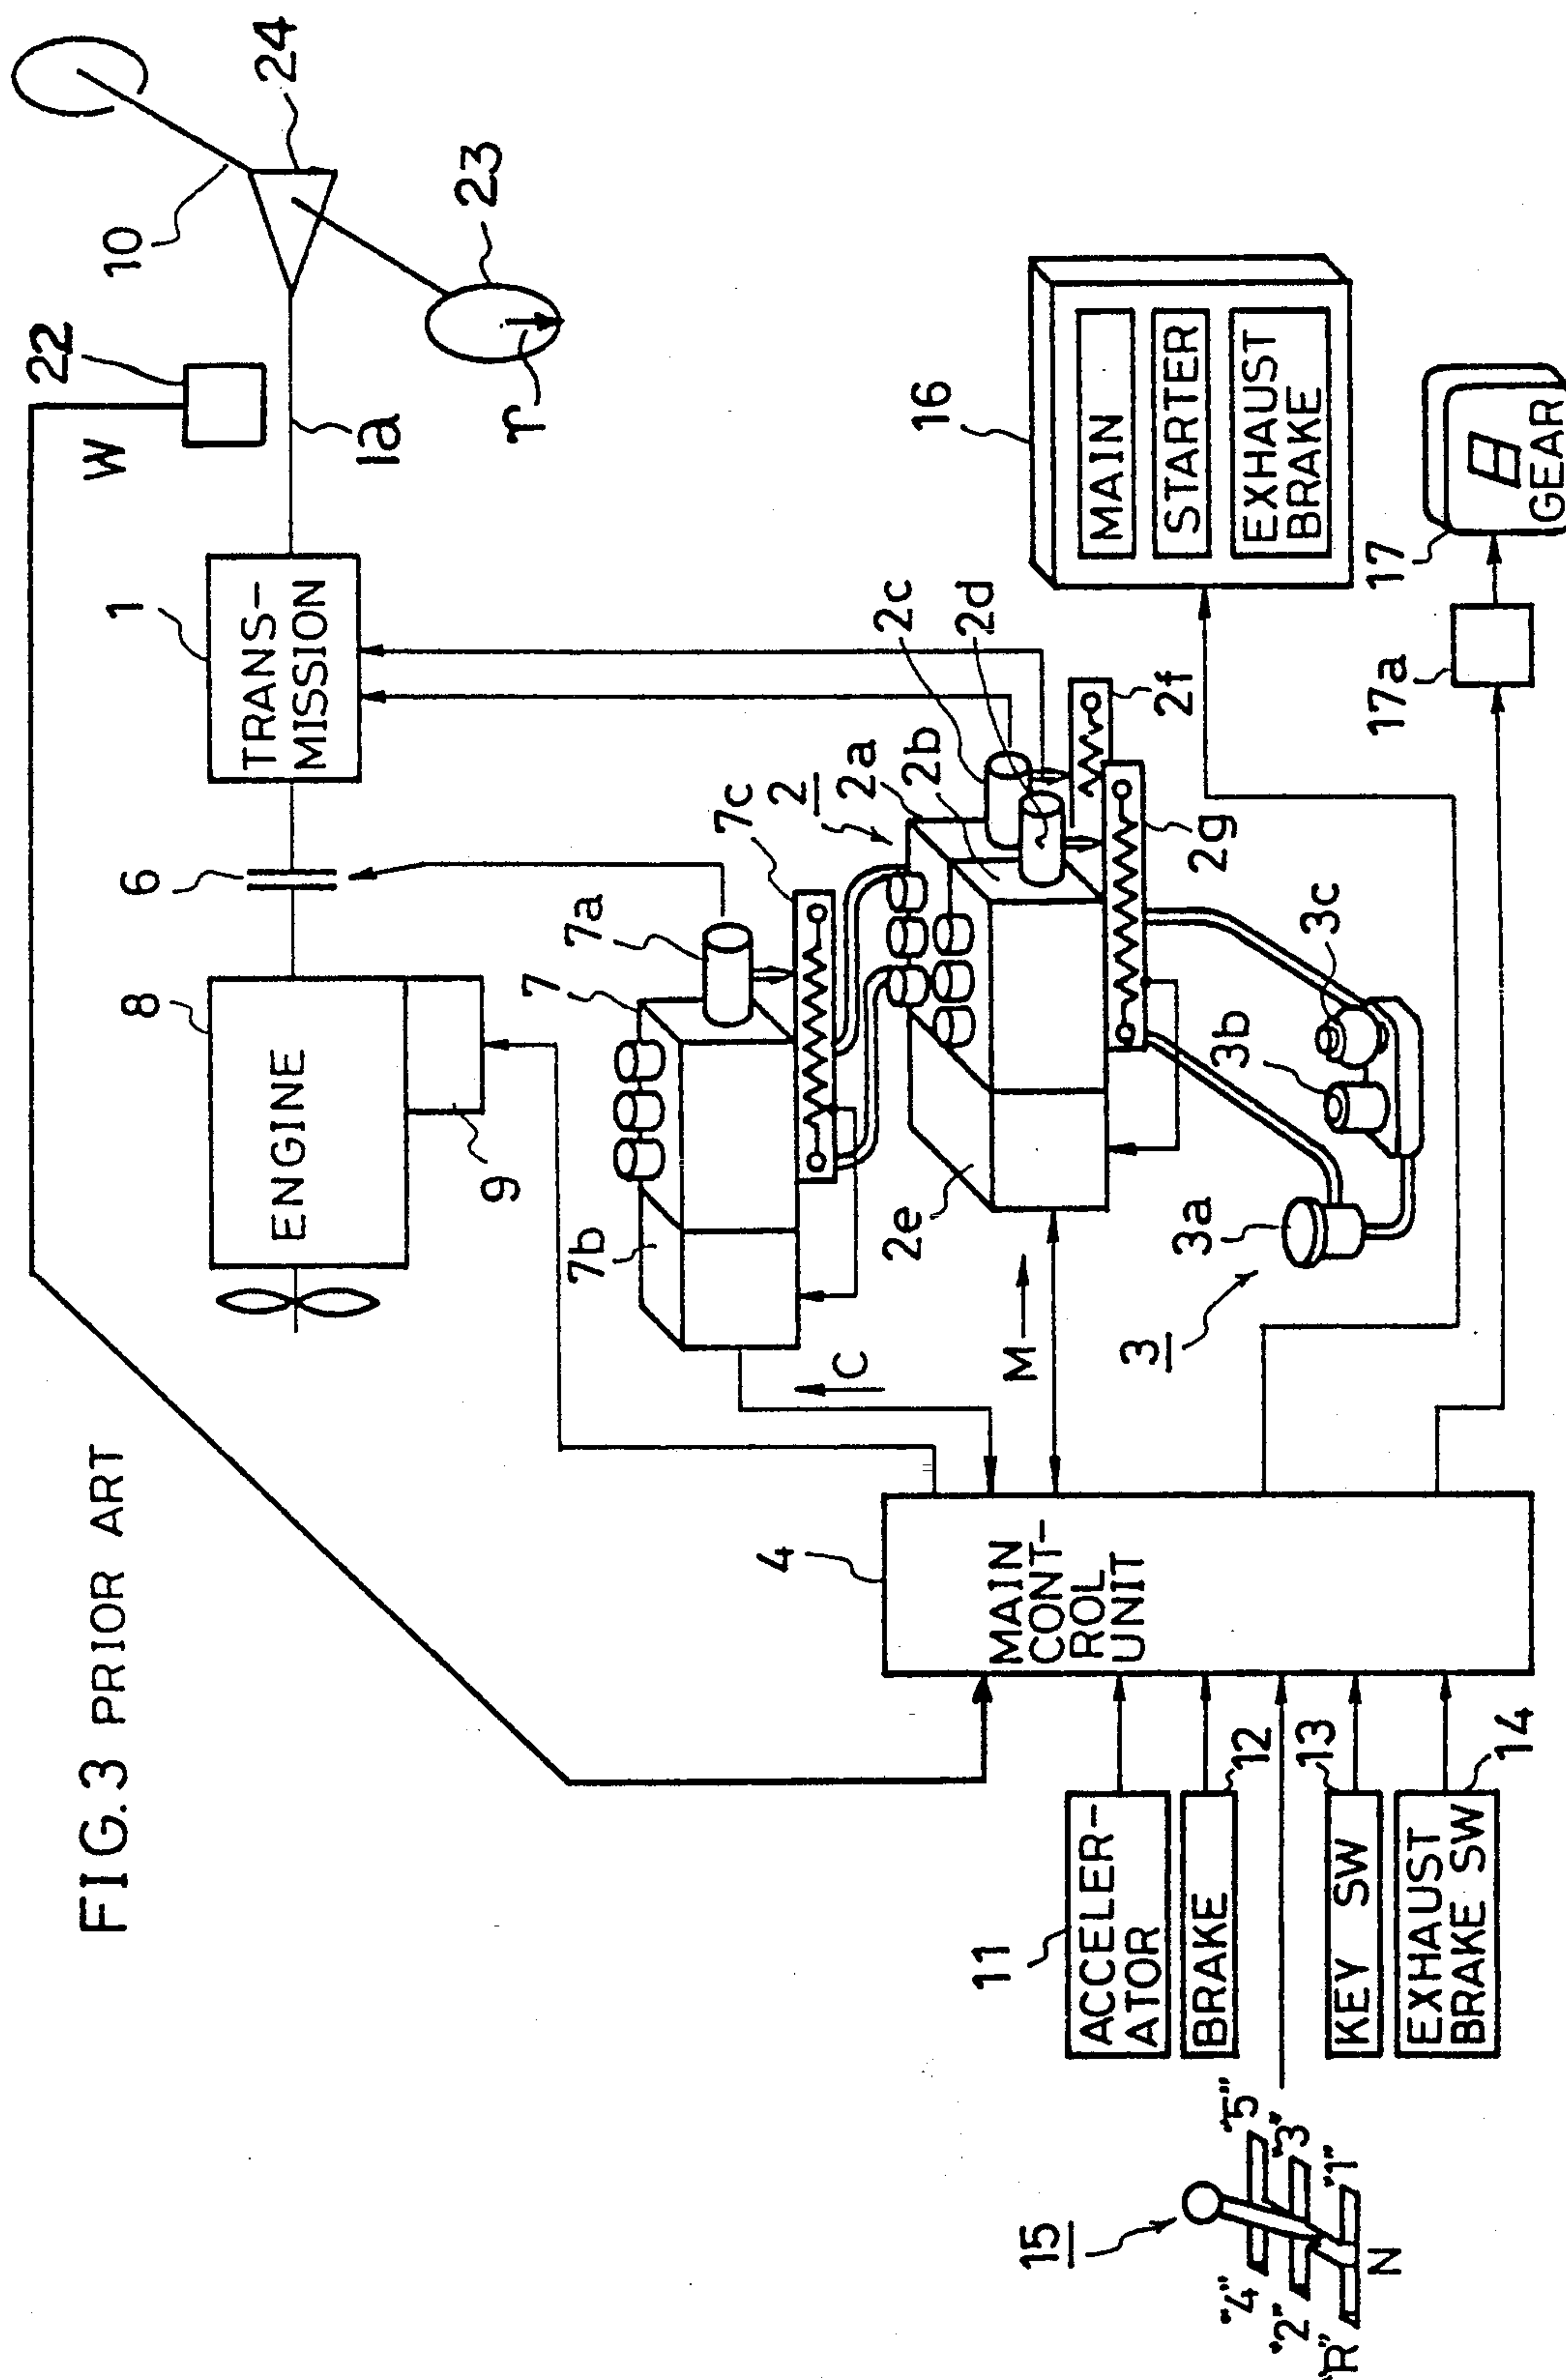 FIG.3 PRIOR ART
W
22
10
24
23
r
1a
1
TRANS-
MISSION
6
8
ENGINE
9
7
7a
7b
7c
2
2a
2b
2c
2d
2e
2f
2g
3
3a
3b
3c
C
M
16
MAIN
STARTER
EXHAUST
BRAKE
17
17a
8
GEAR
4
MAIN
CONT-
ROL
UNIT
11
ACCELER-
ATOR
BRAKE
12
13
KEY SW
EXHAUST
BRAKE SW
14
15
"4"
"5"
"2"
"3"
"R"
"1"
N